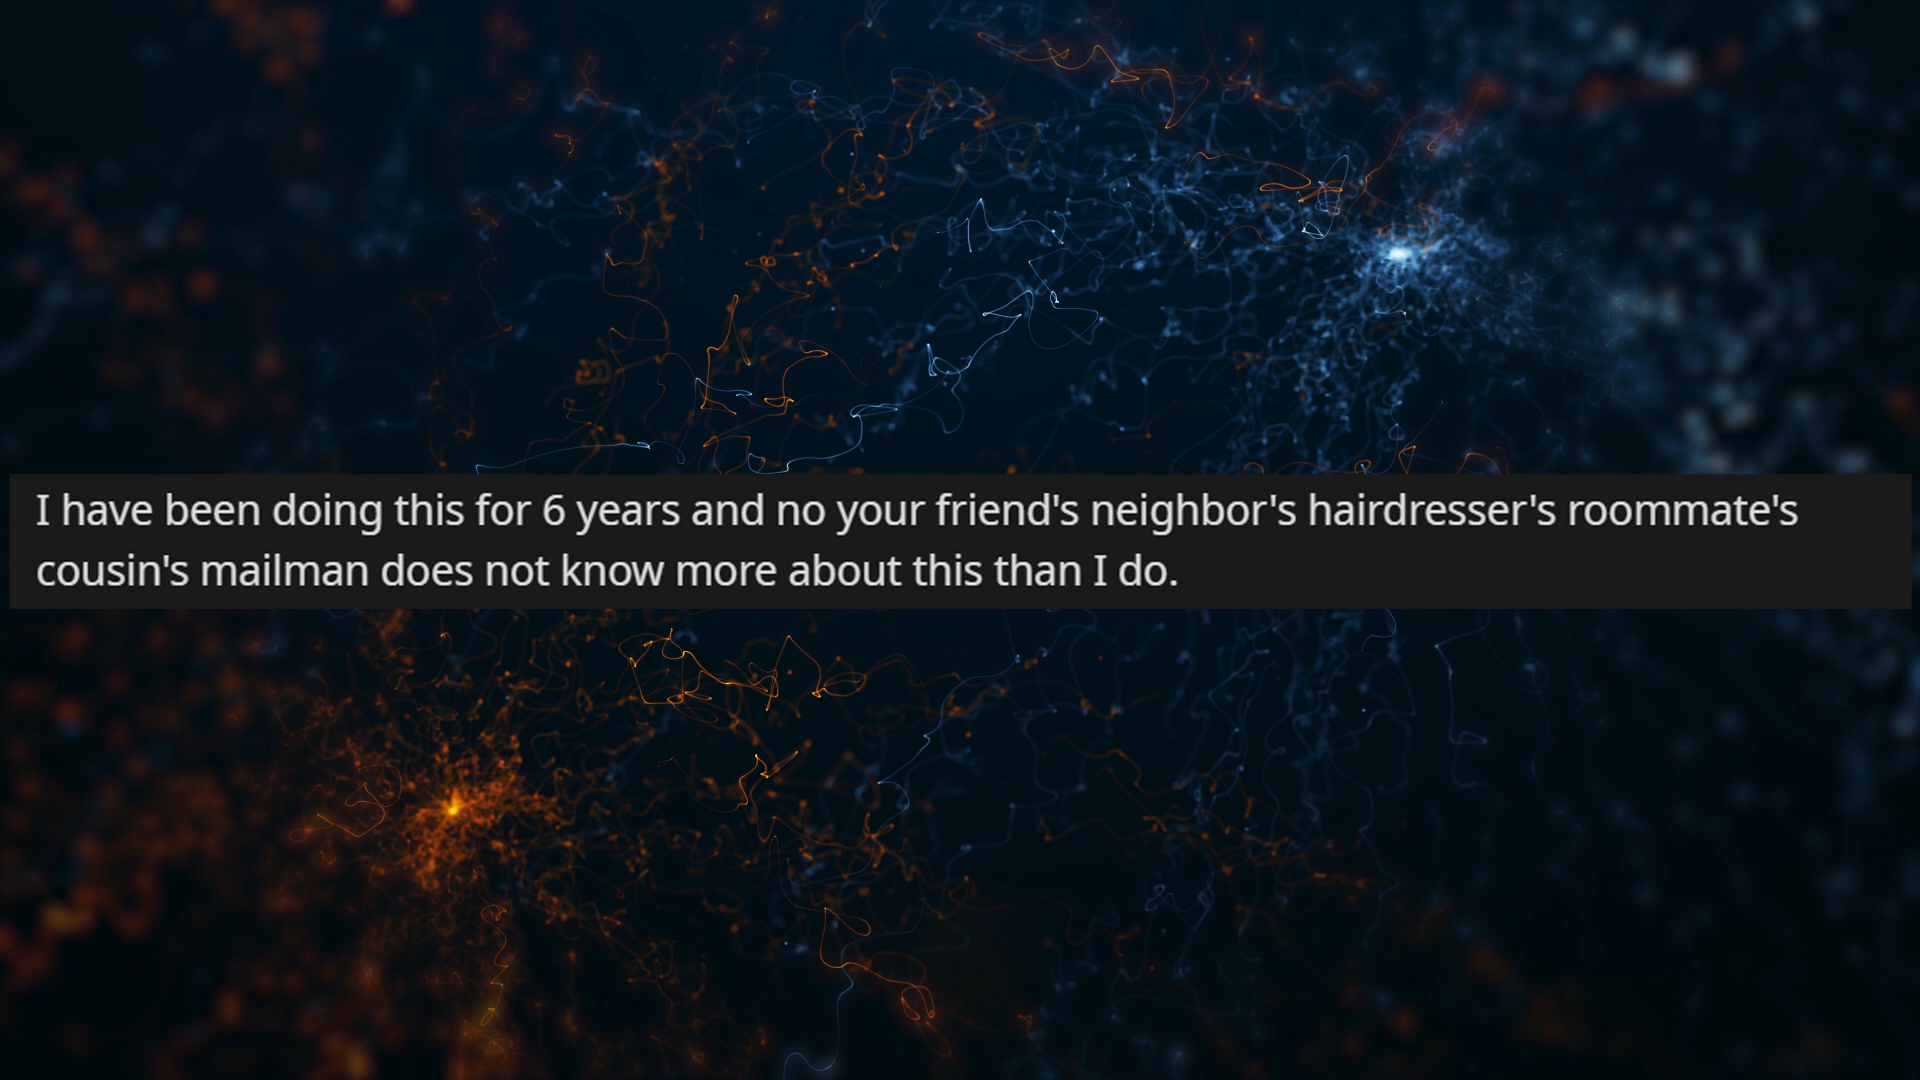 I have been doing this for 6 years and no your friend's neighbor's hairdresser's roommate's
cousin's mailman does not know more about this than I do.